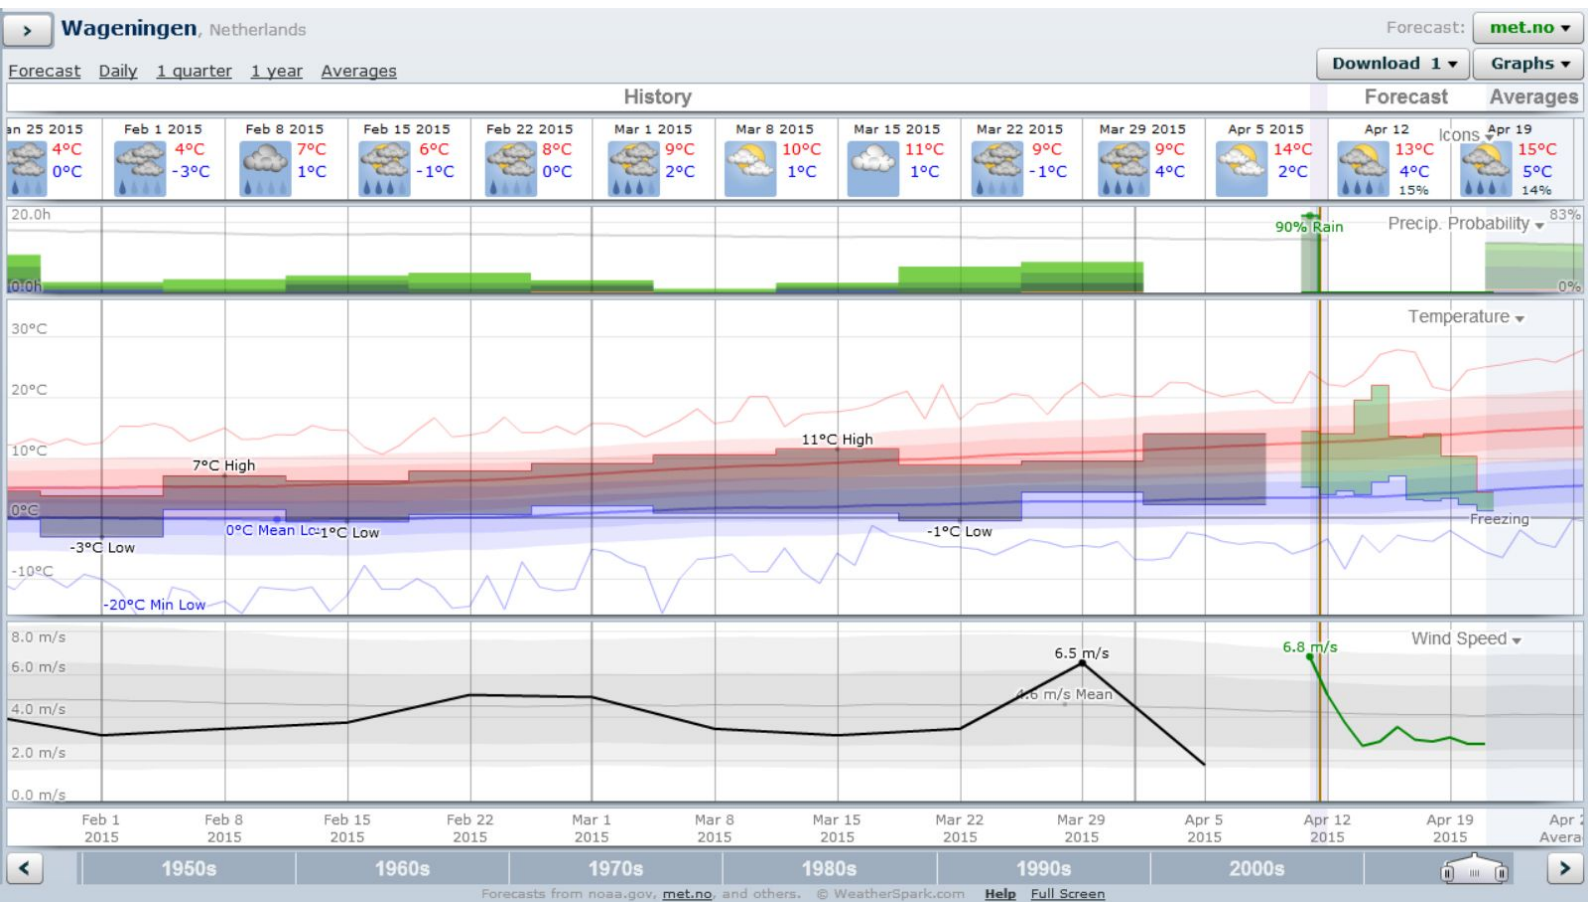 > Wageningen, Netherlands Forecast: met.no
Forecast Daily 1 quarter 1 year Averages Download 1 Graphs
History Forecast Averages
an 25 2015 Feb 1 2015 Feb 8 2015 Feb 15 2015 Feb 22 2015 Mar 1 2015 Mar 8 2015 Mar 15 2015 Mar 22 2015 Mar 29 2015 Apr 5 2015 Apr 12 Icons Apr 19
4°C 4°C 7°C 6°C 8°C 9°C 10°C 11°C 9°C 9°C 14°C 13°C 15°C
0°C -3°C 1°C -1°C 0°C 2°C 1°C 1°C -1°C 4°C 2°C 4°C 5°C
15% 14%
20.0h 90% Rain Precip. Probability 83%
0.0h 0%
Temperature
30°C
20°C
10°C
7°C High 11°C High
0°C
0°C Mean Lo -1°C Low -1°C Low Freezing
-3°C Low
-10°C
-20°C Min Low
8.0 m/s 6.5 m/s 6.8 m/s Wind Speed
6.0 m/s
4.6 m/s Mean
4.0 m/s
2.0 m/s
0.0 m/s
Feb 1 Feb 8 Feb 15 Feb 22 Mar 1 Mar 8 Mar 15 Mar 22 Mar 29 Apr 5 Apr 12 Apr 19 Apr
2015 2015 2015 2015 2015 2015 2015 2015 2015 2015 2015 2015 Avera
< 1950s 1960s 1970s 1980s 1990s 2000s >
Forecasts from noaa.gov, met.no, and others. © WeatherSpark.com Help Full Screen